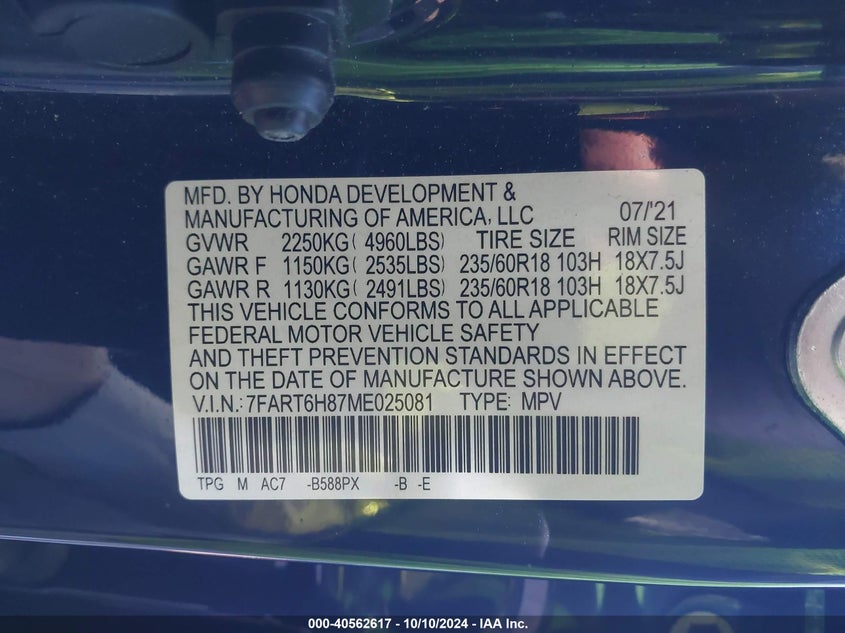 MFD. BY HONDA DEVELOPMENT &
MANUFACTURING OF AMERICA, LLC 07/'21
GVWR 2250KG( 4960LBS) TIRE SIZE RIM SIZE
GAWR F 1150KG( 2535LBS) 235/60R18 103H 18X7.5J
GAWR R 1130KG( 2491LBS) 235/60R18 103H 18X7.5J
THIS VEHICLE CONFORMS TO ALL APPLICABLE
FEDERAL MOTOR VEHICLE SAFETY
AND THEFT PREVENTION STANDARDS IN EFFECT
ON THE DATE OF MANUFACTURE SHOWN ABOVE.
V.I.N.: 7FART6H87ME025081 TYPE: MPV
TPG M AC7 -B588PX -B -E
000-40562617 - 10/10/2024 - IAA Inc.